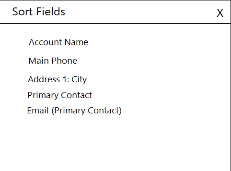 Sort Fields X
Account Name
Main Phone
Address 1: City
Primary Contact
Email (Primary Contact)